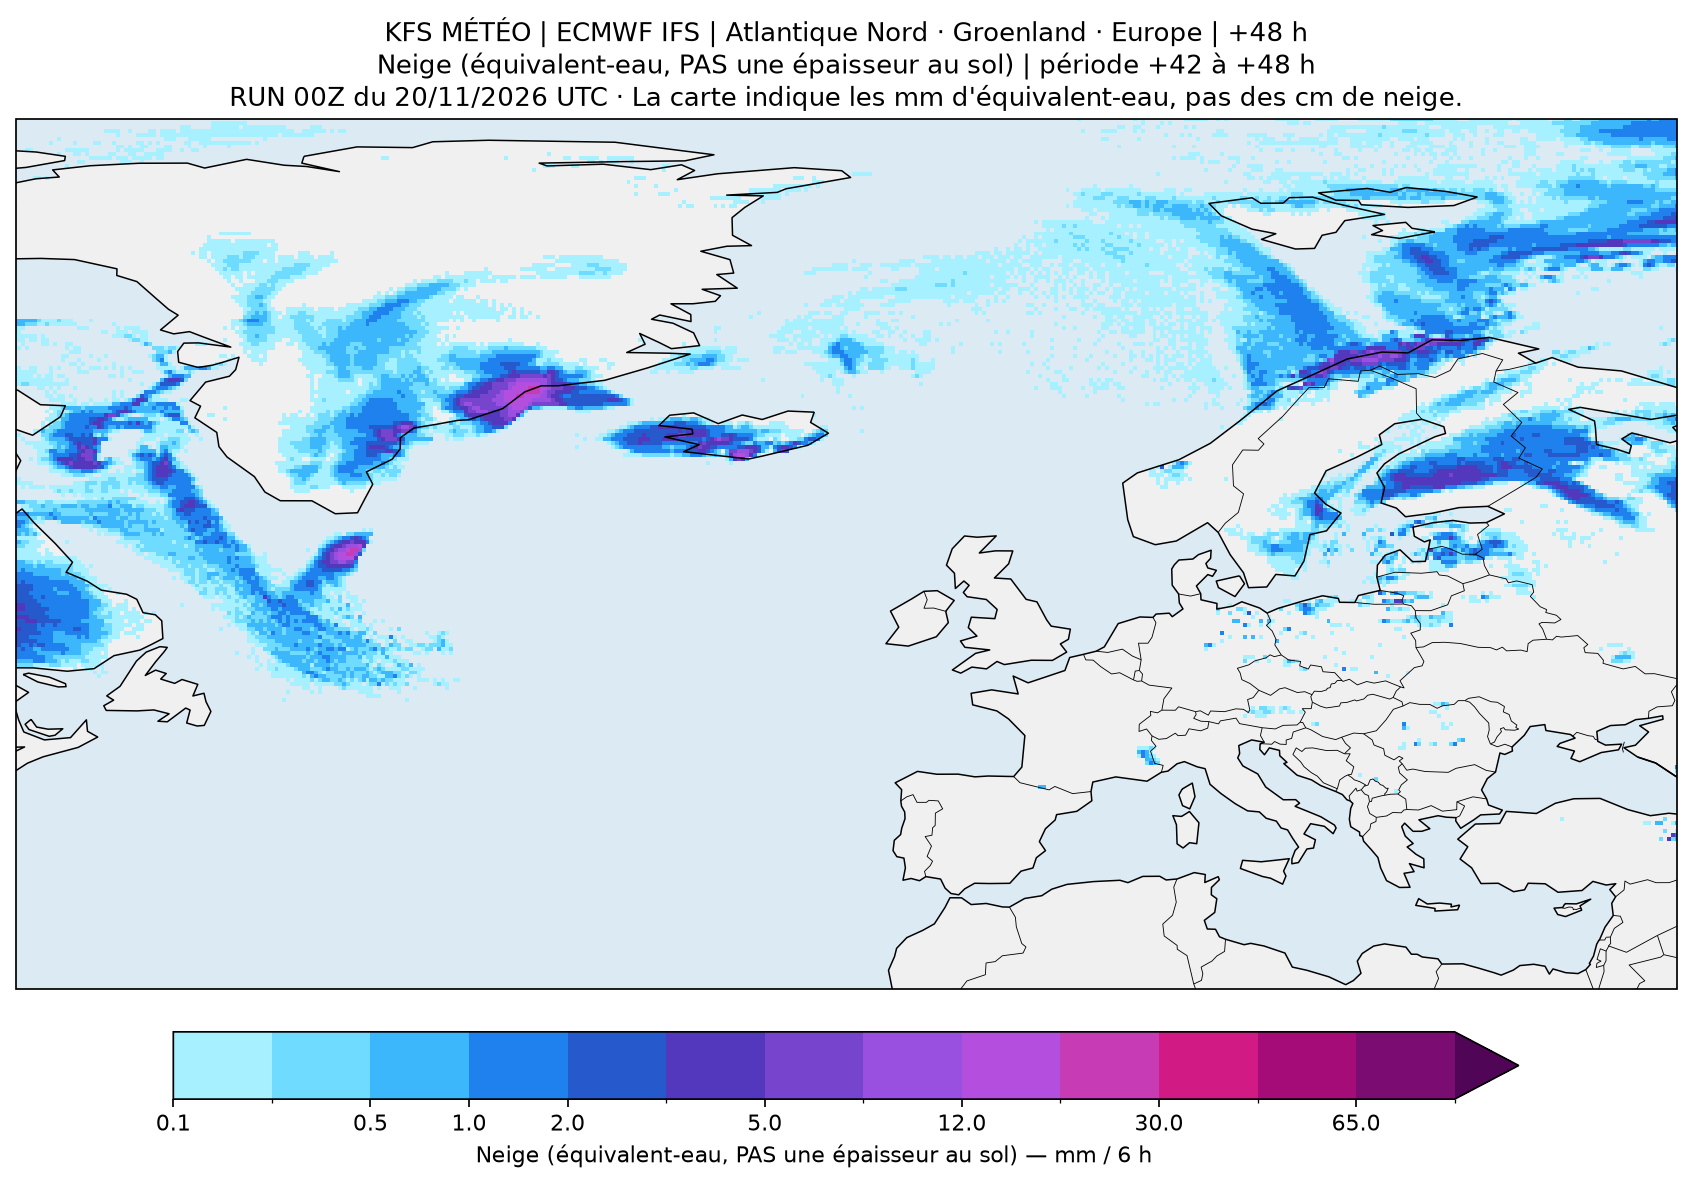 KFS MÉTÉO | ECMWF IFS | Atlantique Nord · Groenland · Europe | +48 h
Neige (équivalent-eau, PAS une épaisseur au sol) | période +42 à +48 h
RUN 00Z du 20/11/2026 UTC · La carte indique les mm d'équivalent-eau, pas des cm de neige.
0.1 0.5 1.0 2.0 5.0 12.0 30.0 65.0
Neige (équivalent-eau, PAS une épaisseur au sol) — mm / 6 h